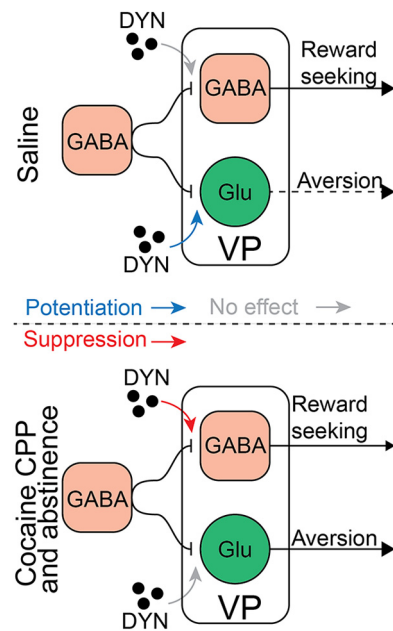 DYN
Reward
seeking
GABA
GABA
Saline
Glu
Aversion
DYN
VP
Potentiation
No effect
Suppression
DYN
Reward
seeking
GABA
GABA
Cocaine CPP
and abstinence
Glu
Aversion
DYN
VP